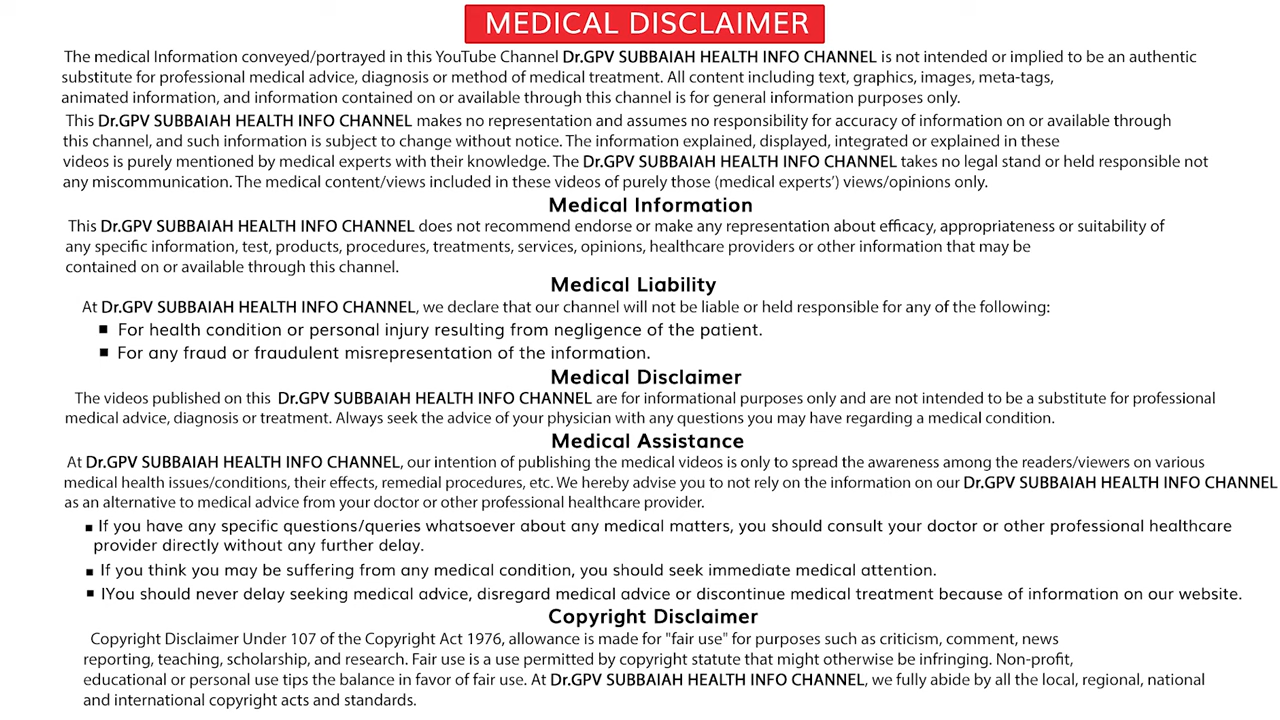 MEDICAL DISCLAIMER
The medical Information conveyed/portrayed in this YouTube Channel Dr.GPV SUBBAIAH HEALTH INFO CHANNEL is not intended or implied to be an authentic
substitute for professional medical advice, diagnosis or method of medical treatment. All content including text, graphics, images, meta-tags,
animated information, and information contained on or available through this channel is for general information purposes only.
This Dr.GPV SUBBAIAH HEALTH INFO CHANNEL makes no representation and assumes no responsibility for accuracy of information on or available through
this channel, and such information is subject to change without notice. The information explained, displayed, integrated or explained in these
videos is purely mentioned by medical experts with their knowledge. The Dr.GPV SUBBAIAH HEALTH INFO CHANNEL takes no legal stand or held responsible not
any miscommunication. The medical content/views included in these videos of purely those (medical experts’) views/opinions only.
Medical Information
This Dr.GPV SUBBAIAH HEALTH INFO CHANNEL does not recommend endorse or make any representation about efficacy, appropriateness or suitability of
any specific information, test, products, procedures, treatments, services, opinions, healthcare providers or other information that may be
contained on or available through this channel.
Medical Liability
At Dr.GPV SUBBAIAH HEALTH INFO CHANNEL, we declare that our channel will not be liable or held responsible for any of the following:
▪ For health condition or personal injury resulting from negligence of the patient.
▪ For any fraud or fraudulent misrepresentation of the information.
Medical Disclaimer
The videos published on this Dr.GPV SUBBAIAH HEALTH INFO CHANNEL are for informational purposes only and are not intended to be a substitute for professional
medical advice, diagnosis or treatment. Always seek the advice of your physician with any questions you may have regarding a medical condition.
Medical Assistance
At Dr.GPV SUBBAIAH HEALTH INFO CHANNEL, our intention of publishing the medical videos is only to spread the awareness among the readers/viewers on various
medical health issues/conditions, their effects, remedial procedures, etc. We hereby advise you to not rely on the information on our Dr.GPV SUBBAIAH HEALTH INFO CHANNEL
as an alternative to medical advice from your doctor or other professional healthcare provider.
▪ If you have any specific questions/queries whatsoever about any medical matters, you should consult your doctor or other professional healthcare
provider directly without any further delay.
▪ If you think you may be suffering from any medical condition, you should seek immediate medical attention.
▪ IYou should never delay seeking medical advice, disregard medical advice or discontinue medical treatment because of information on our website.
Copyright Disclaimer
Copyright Disclaimer Under 107 of the Copyright Act 1976, allowance is made for "fair use" for purposes such as criticism, comment, news
reporting, teaching, scholarship, and research. Fair use is a use permitted by copyright statute that might otherwise be infringing. Non-profit,
educational or personal use tips the balance in favor of fair use. At Dr.GPV SUBBAIAH HEALTH INFO CHANNEL, we fully abide by all the local, regional, national
and international copyright acts and standards.